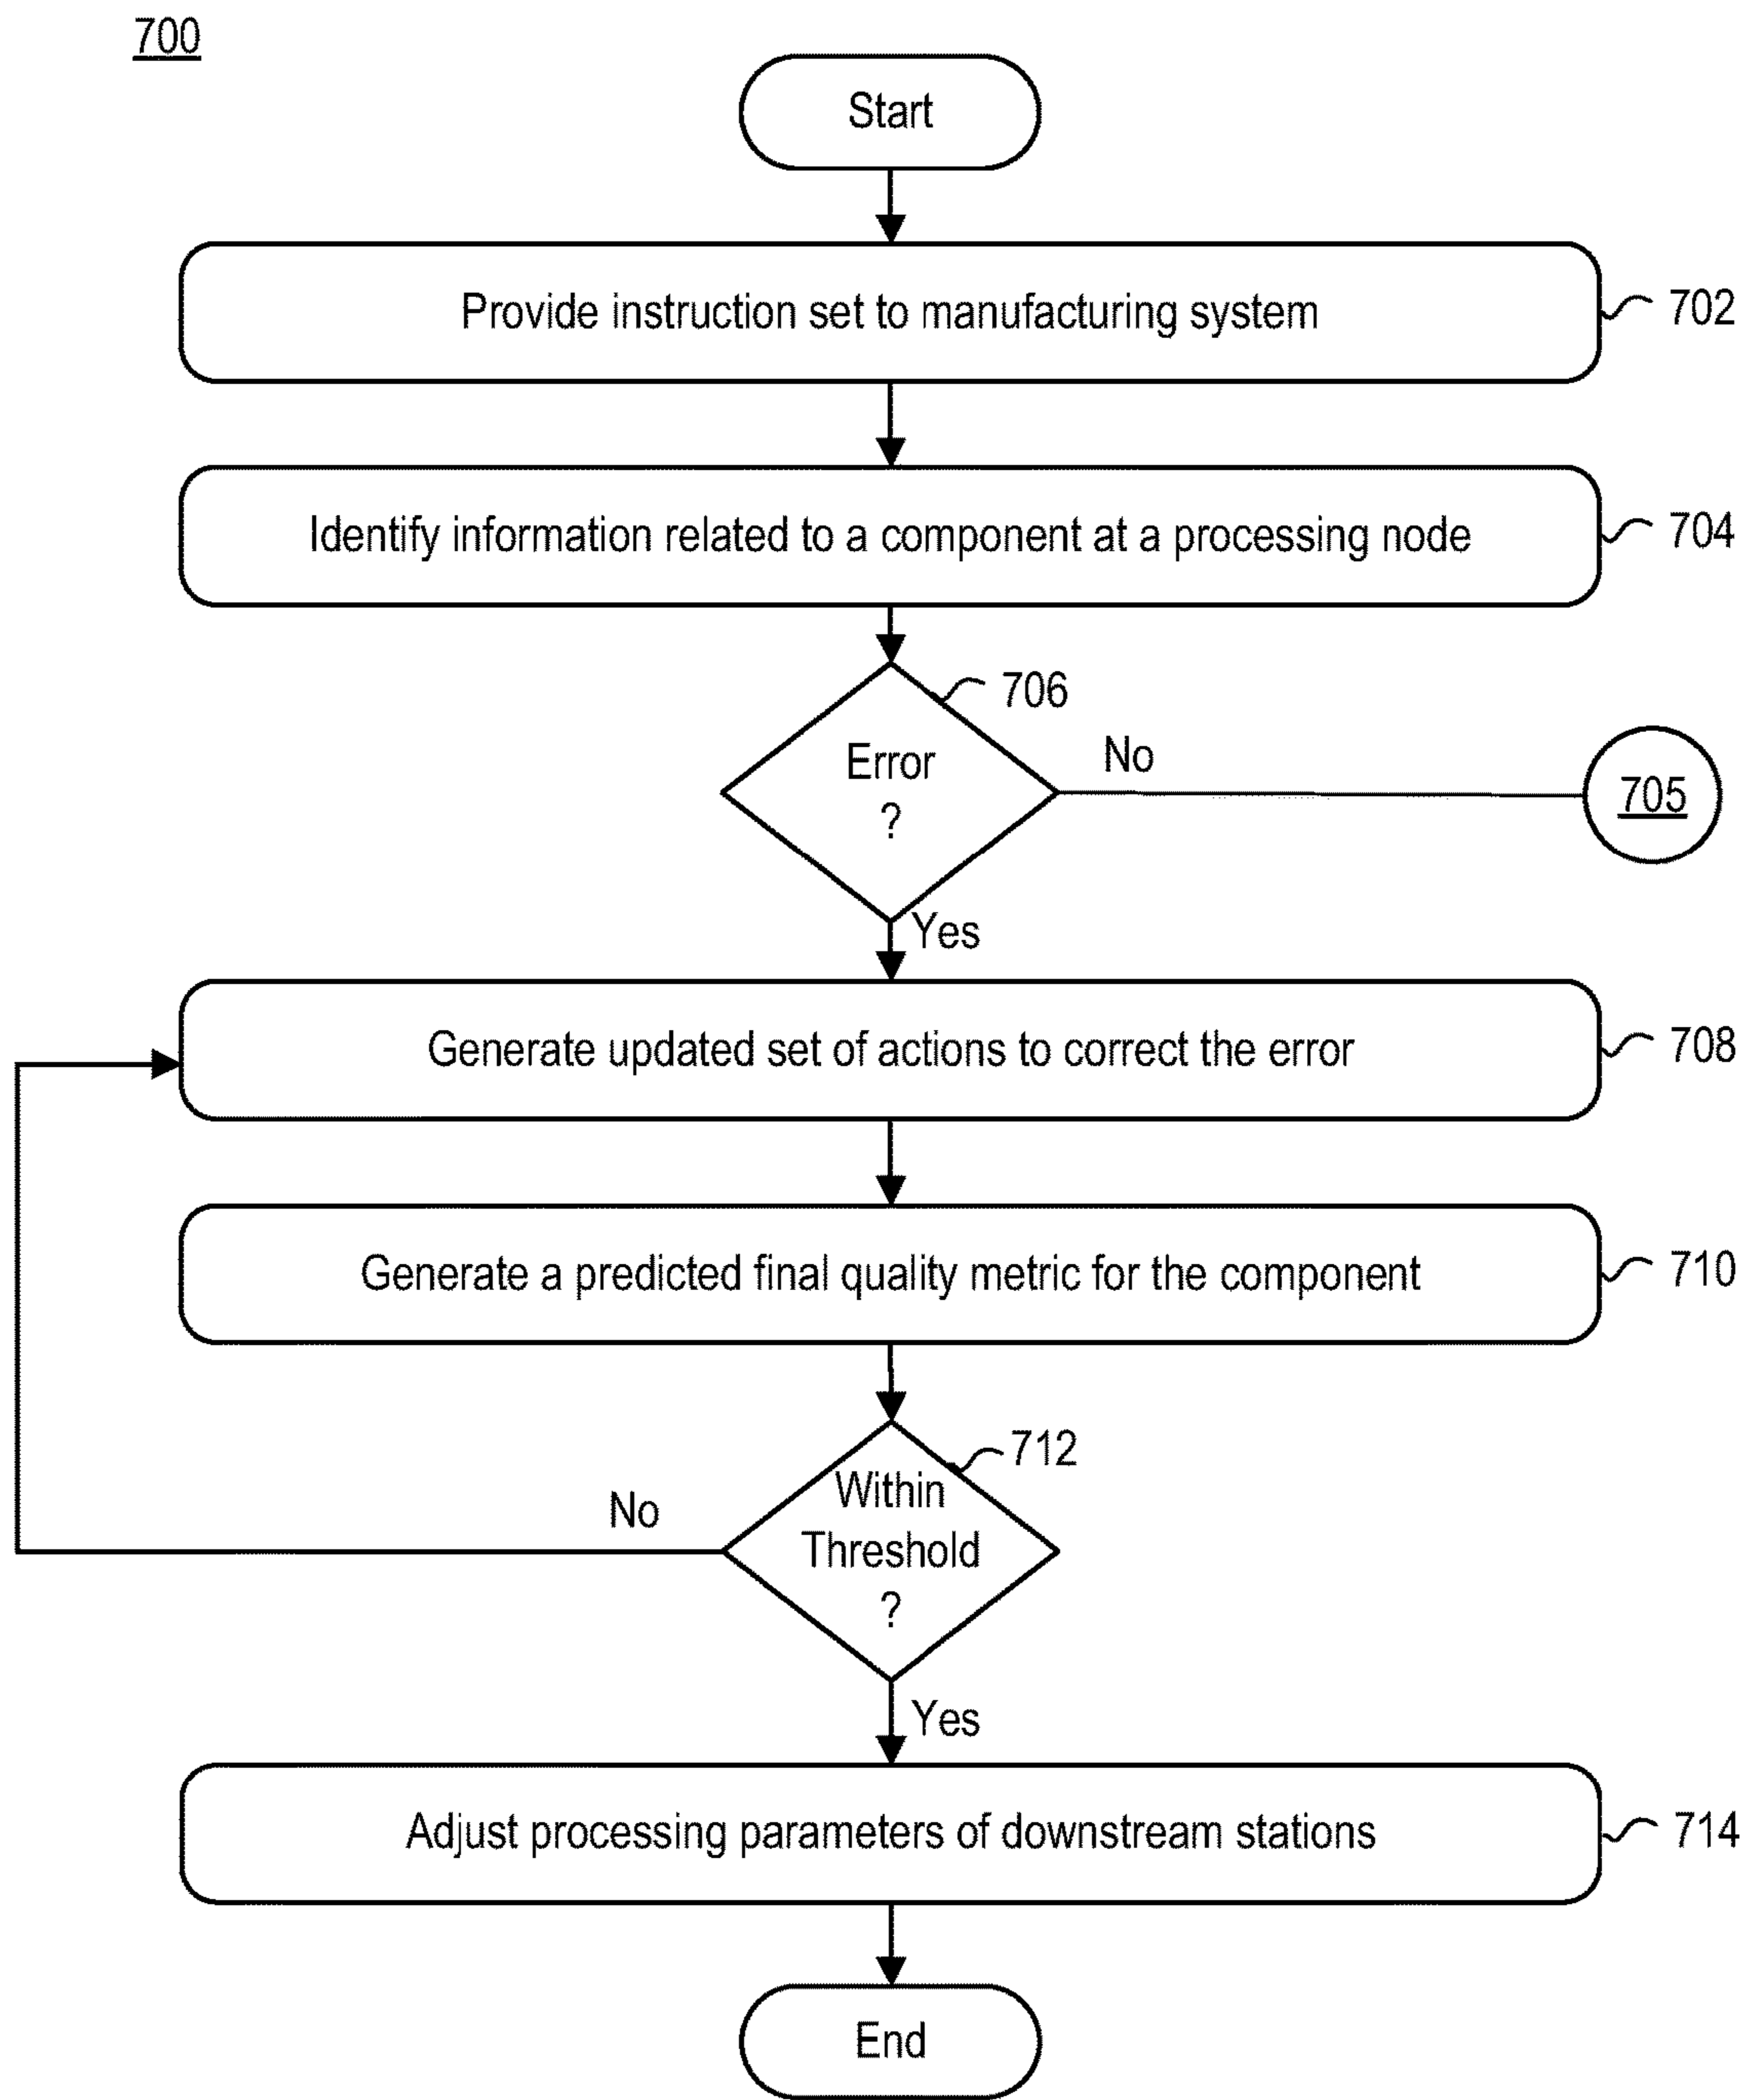 700
Start
Provide instruction set to manufacturing system
702
Identify information related to a component at a processing node
704
706
Error
?
No
705
Yes
Generate updated set of actions to correct the error
708
Generate a predicted final quality metric for the component
710
712
Within
Threshold
?
No
Yes
Adjust processing parameters of downstream stations
714
End